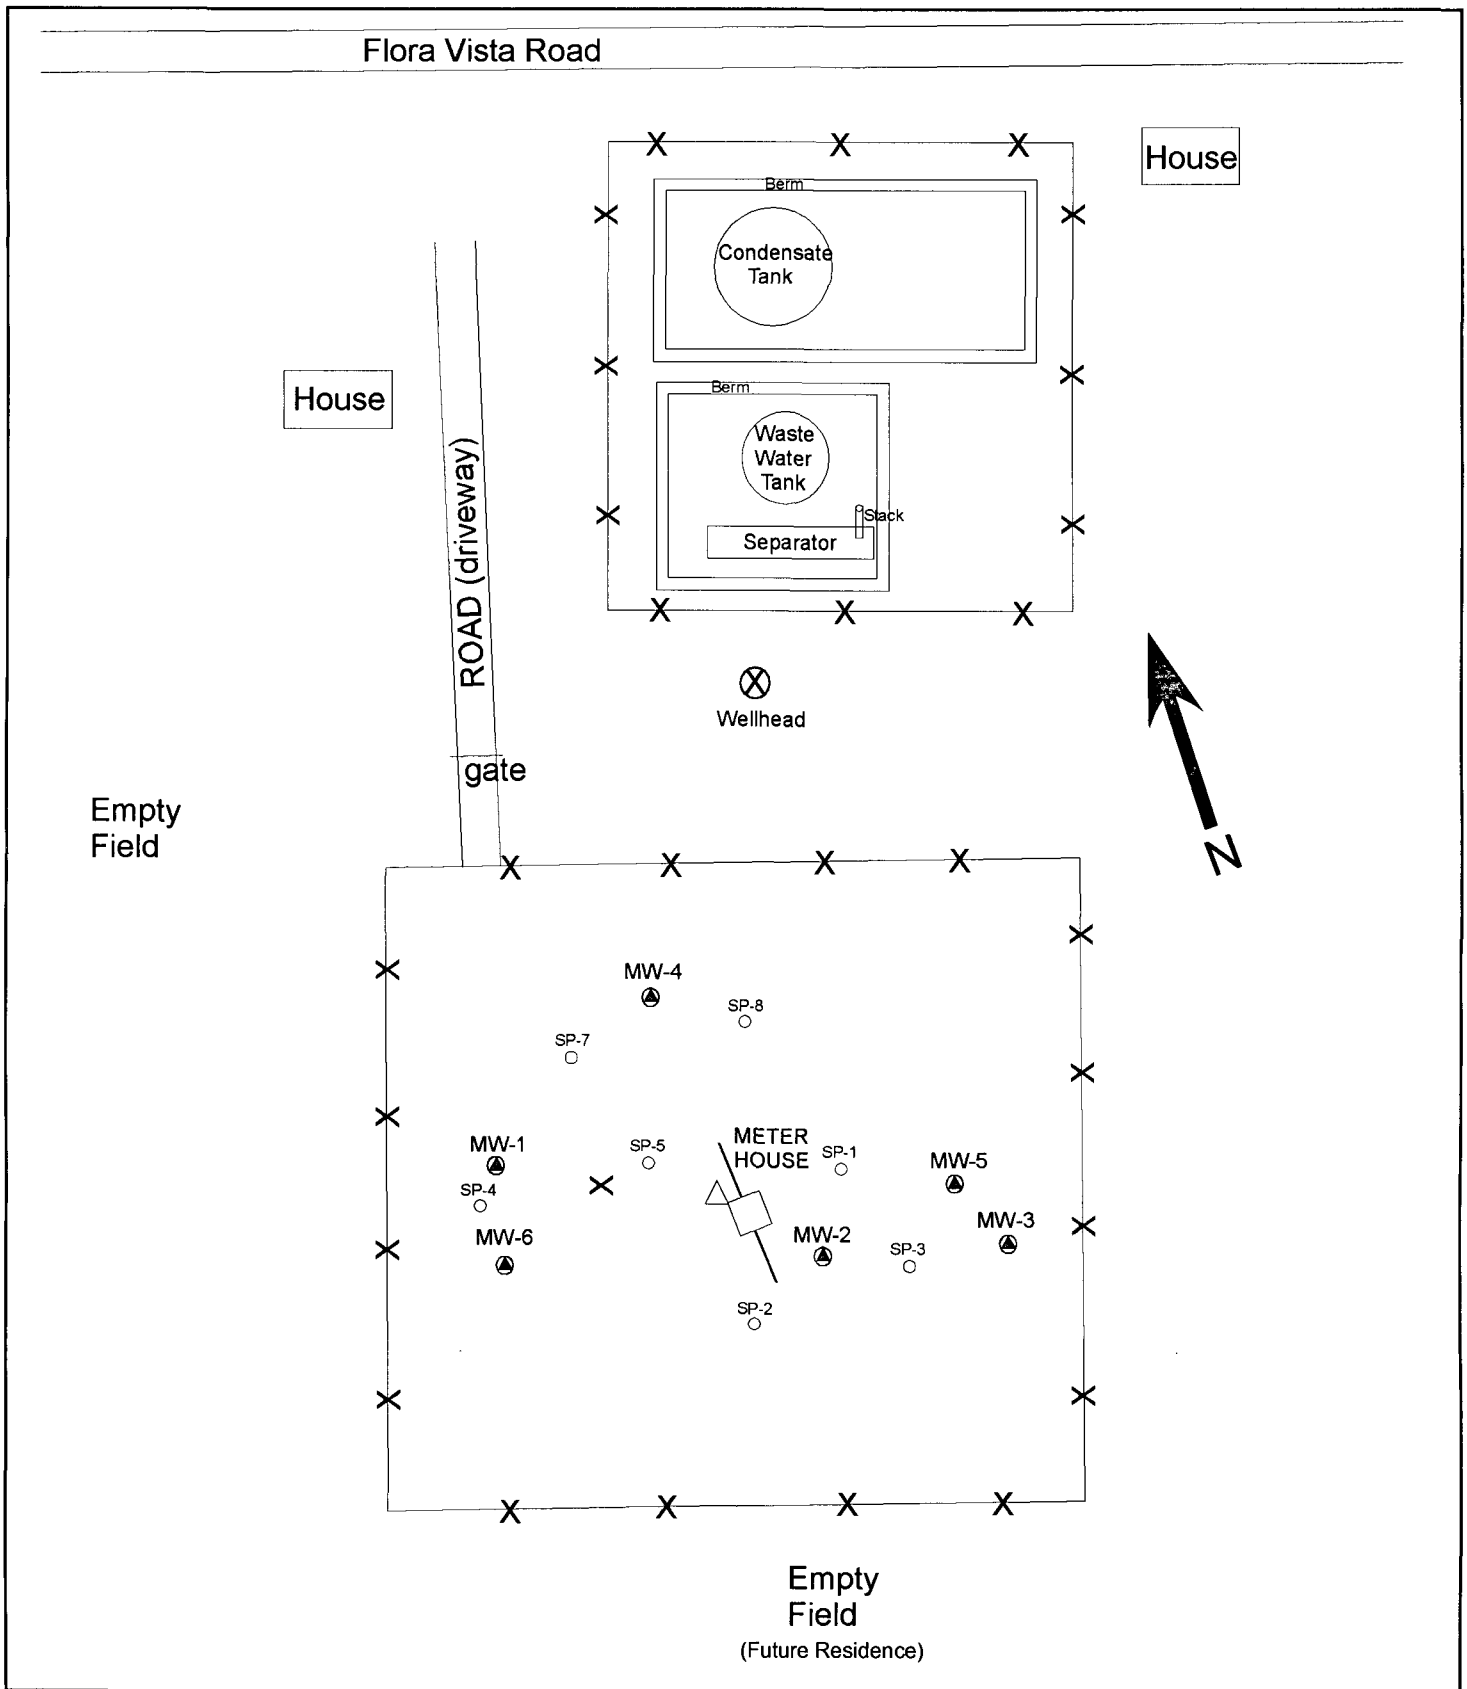 Flora Vista Road
House
Berm
Condensate
Tank
House
Berm
Waste
Water
Tank
Stack
Separator
ROAD (driveway)
X
Wellhead
gate
N
Empty
Field
MW-4
SP-8
SP-7
METER
HOUSE
MW-1
SP-5
SP-1
MW-5
SP-4
MW-6
MW-2
SP-3
MW-3
SP-2
Empty
Field
(Future Residence)